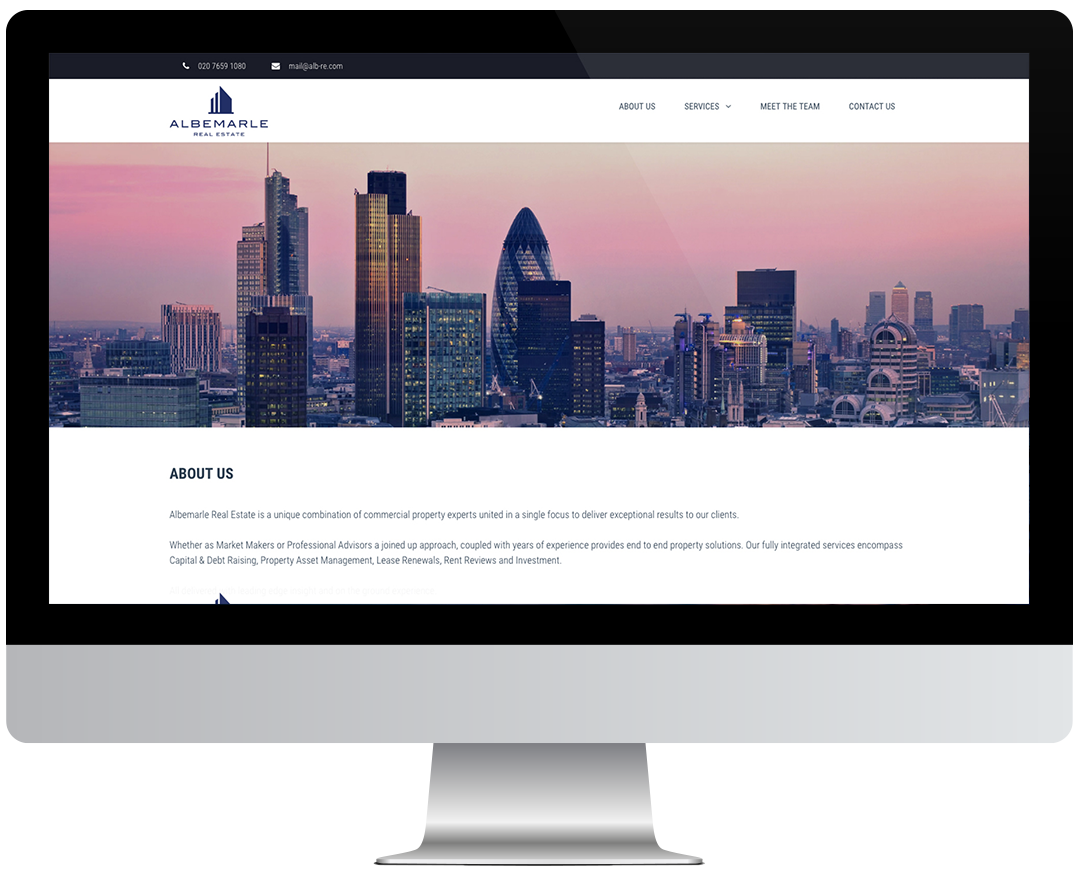 020 7659 1080 mail@alb-re.com
ALBEMARLE
REAL ESTATE
ABOUT US SERVICES MEET THE TEAM CONTACT US
ABOUT US
Albemarle Real Estate is a unique combination of commercial property experts united in a single focus to deliver exceptional results to our clients.
Whether as Market Makers or Professional Advisors a joined up approach, coupled with years of experience provides end to end property solutions. Our fully integrated services encompass
Capital & Debt Raising, Property Asset Management, Lease Renewals, Rent Reviews and Investment.